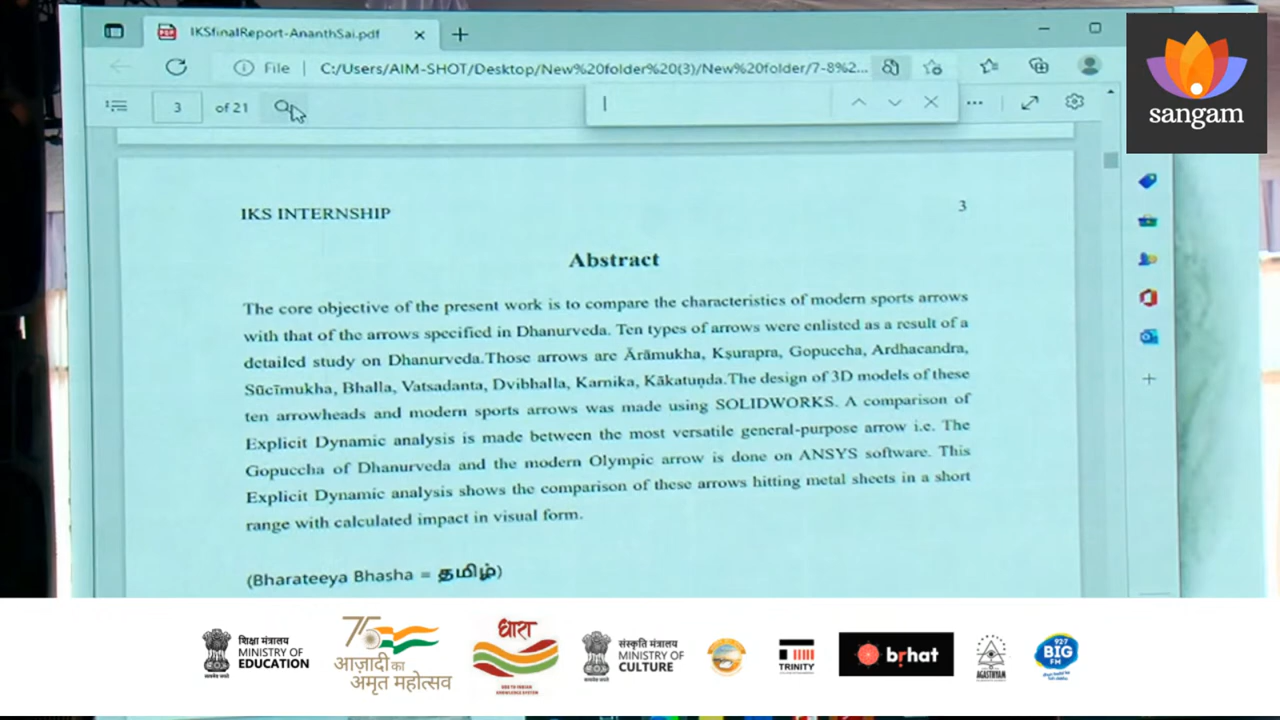 IKSfinalReport-AnanthSai.pdf
File | C:/Users/AIM-SHOT/Desktop/New%20folder%20(3)/New%20folder/7-8%2...
3 of 21
sangam
IKS INTERNSHIP 3
Abstract
The core objective of the present work is to compare the characteristics of modern sports arrows
with that of the arrows specified in Dhanurveda. Ten types of arrows were enlisted as a result of a
detailed study on Dhanurveda.Those arrows are Ārāmukha, Kṣurapra, Gopuccha, Ardhacandra,
Sūcīmukha, Bhalla, Vatsadanta, Dvibhalla, Karnika, Kākatuṇḍa.The design of 3D models of these
ten arrowheads and modern sports arrows was made using SOLIDWORKS. A comparison of
Explicit Dynamic analysis is made between the most versatile general-purpose arrow i.e. The
Gopuccha of Dhanurveda and the modern Olympic arrow is done on ANSYS software. This
Explicit Dynamic analysis shows the comparison of these arrows hitting metal sheets in a short
range with calculated impact in visual form.
(Bharateeya Bhasha = தமிழ்)
शिक्षा मंत्रालय
MINISTRY OF
EDUCATION
75
आज़ादी का
अमृत महोत्सव
धारा
ODE TO INDIAN
KNOWLEDGE SYSTEM
संस्कृति मंत्रालय
MINISTRY OF
CULTURE
TRINITY
brhat
AGASTHYAM
92.7
BIG
FM